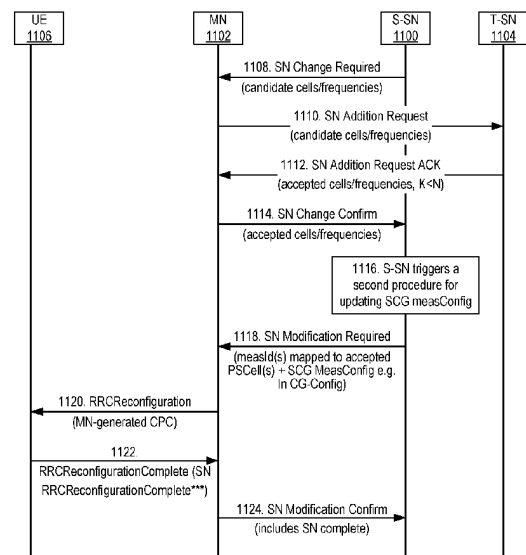 UE
1106
MN
1102
S-SN
1100
T-SN
1104
1108. SN Change Required
(candidate cells/frequencies)
1110. SN Addition Request
(candidate cells/frequencies)
1112. SN Addition Request ACK
(accepted cells/frequencies, K<N)
1114. SN Change Confirm
(accepted cells/frequencies)
1116. S-SN triggers a
second procedure for
updating SCG measConfig
1118. SN Modification Required
(measId(s) mapped to accepted
PSCell(s) + SCG MeasConfig e.g.
In CG-Config)
1120. RRCReconfiguration
(MN-generated CPC)
1122.
RRCReconfigurationComplete (SN
RRCReconfigurationComplete***)
1124. SN Modification Confirm
(includes SN complete)